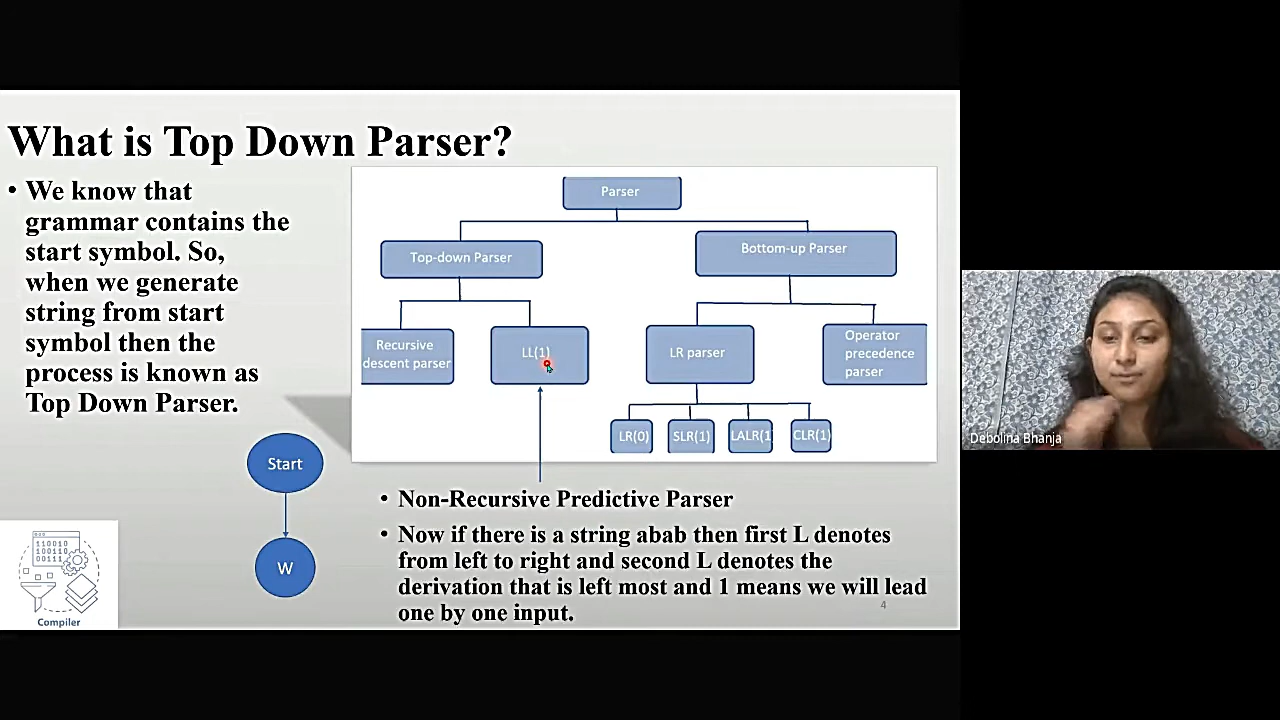 What is Top Down Parser?
• We know that
grammar contains the
start symbol. So,
when we generate
string from start
symbol then the
process is known as
Top Down Parser.
Parser
Top-down Parser
Bottom-up Parser
Recursive
descent parser
LL(1)
LR parser
Operator
precedence
parser
LR(0)
SLR(1)
LALR(1
CLR(1)
Start
W
• Non-Recursive Predictive Parser
• Now if there is a string abab then first L denotes
from left to right and second L denotes the
derivation that is left most and 1 means we will lead
one by one input.
4
110010
100110
00111
Compiler
Debolina Bhanja